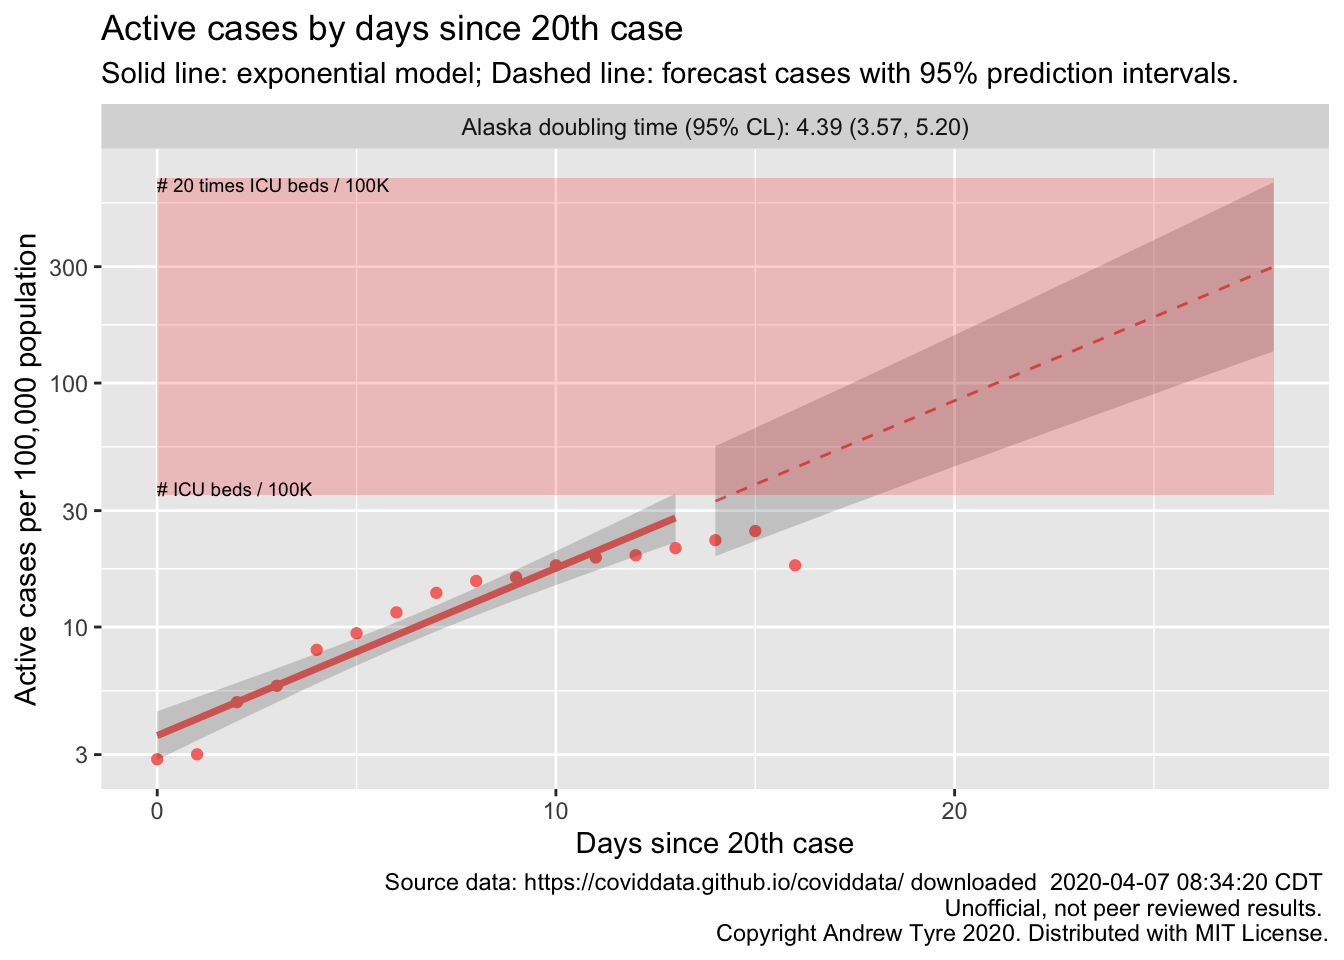 Active cases by days since 20th case
Solid line: exponential model; Dashed line: forecast cases with 95% prediction intervals.
Alaska doubling time (95% CL): 4.39 (3.57, 5.20)
# 20 times ICU beds / 100K
# ICU beds / 100K
Active cases per 100,000 population
300
100
30
10
3
0
10
20
Days since 20th case
Source data: https://coviddata.github.io/coviddata/ downloaded  2020-04-07 08:34:20 CDT
Unofficial, not peer reviewed results.
Copyright Andrew Tyre 2020. Distributed with MIT License.